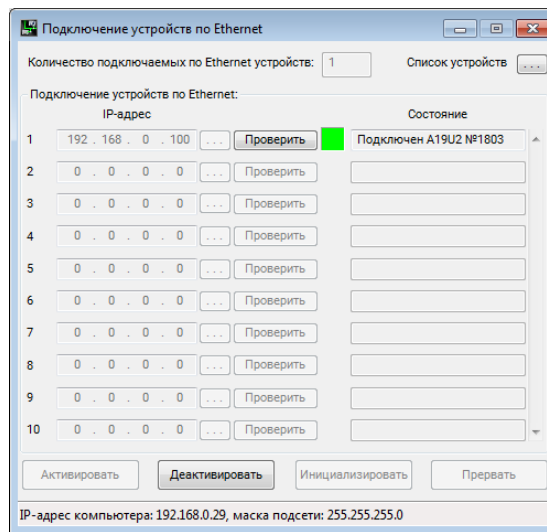 Подключение устройств по Ethernet
Количество подключаемых по Ethernet устройств: 1 Список устройств ...
Подключение устройств по Ethernet:
IP-адрес Состояние
1 192 . 168 . 0 . 100 ... Проверить Подключен A19U2 №1803
2 0 . 0 . 0 . 0 ... Проверить
3 0 . 0 . 0 . 0 ... Проверить
4 0 . 0 . 0 . 0 ... Проверить
5 0 . 0 . 0 . 0 ... Проверить
6 0 . 0 . 0 . 0 ... Проверить
7 0 . 0 . 0 . 0 ... Проверить
8 0 . 0 . 0 . 0 ... Проверить
9 0 . 0 . 0 . 0 ... Проверить
10 0 . 0 . 0 . 0 ... Проверить
Активировать Деактивировать Инициализировать Прервать
IP-адрес компьютера: 192.168.0.29, маска подсети: 255.255.255.0